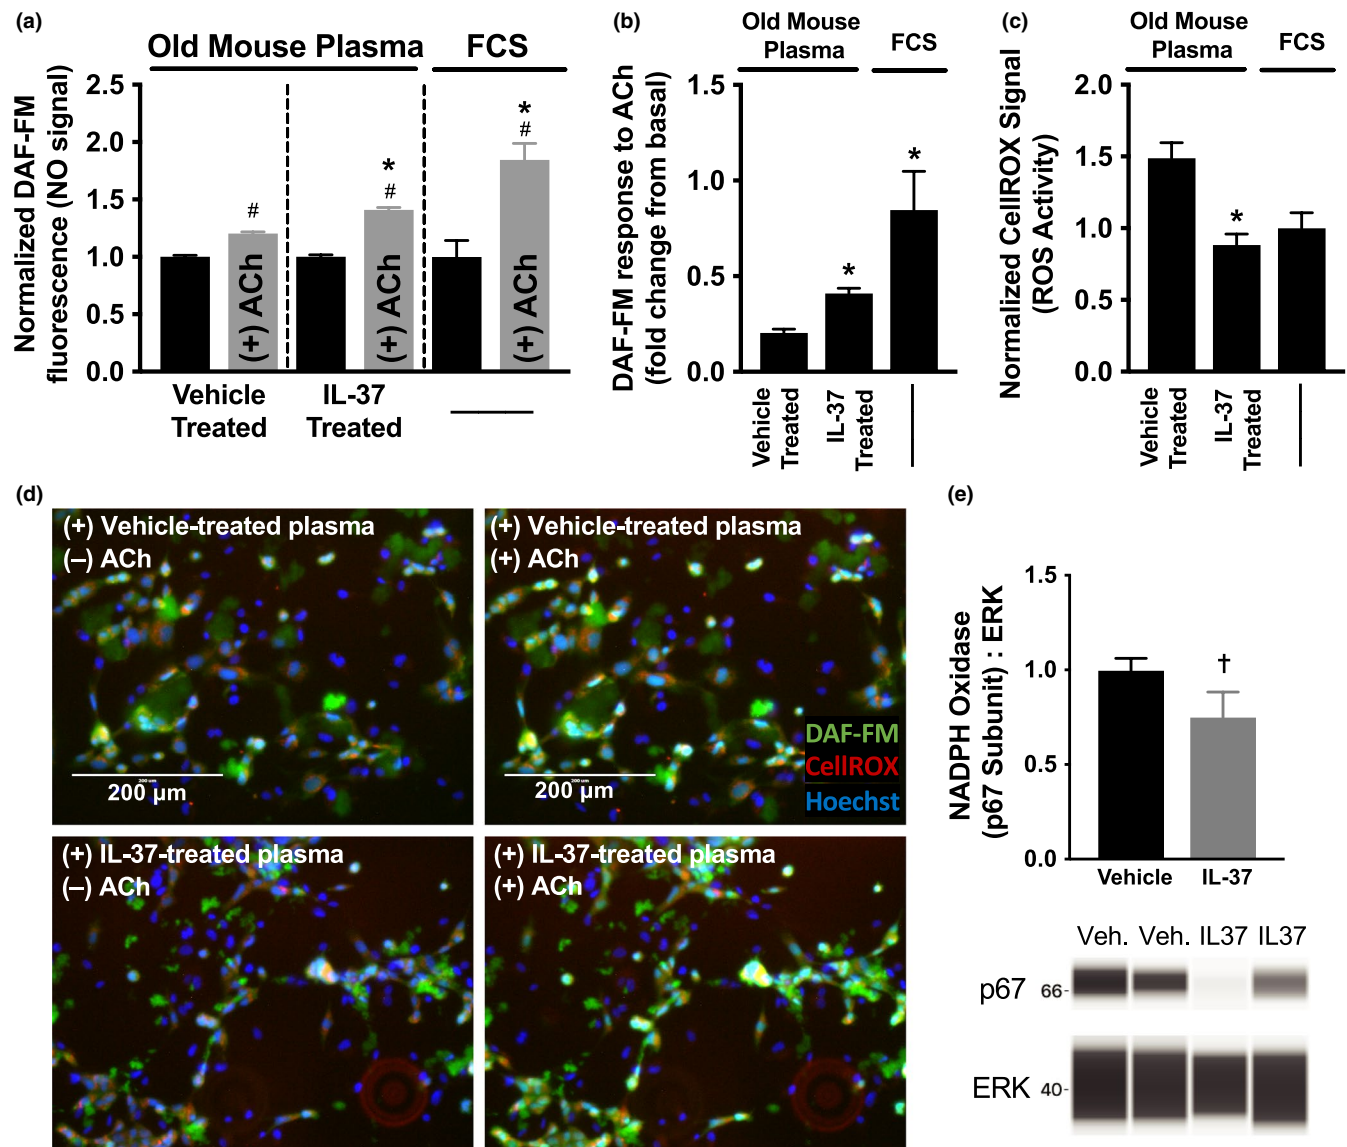 (a)
Old Mouse Plasma
FCS
Normalized DAF-FM
fluorescence (NO signal)
2.5
2.0
1.5
1.0
0.5
0.0
#
*
#
*
#
(+) ACh
(+) ACh
(+) ACh
Vehicle
Treated
IL-37
Treated
(b)
Old Mouse
Plasma
FCS
DAF-FM response to ACh
(fold change from basal)
1.5
1.0
0.5
0.0
*
*
Vehicle
Treated
IL-37
Treated
(c)
Old Mouse
Plasma
FCS
Normalized CellROX Signal
(ROS Activity)
2.0
1.5
1.0
0.5
0.0
*
Vehicle
Treated
IL-37
Treated
(d)
(+) Vehicle-treated plasma
(–) ACh
200 um
200 µm
(+) Vehicle-treated plasma
(+) ACh
DAF-FM
CellROX
Hoechst
200 um
200 µm
(+) IL-37-treated plasma
(–) ACh
(+) IL-37-treated plasma
(+) ACh
(e)
NADPH Oxidase
(p67 Subunit) : ERK
1.5
1.0
0.5
0.0
†
Vehicle
IL-37
Veh. Veh. IL37 IL37
p67
66-
ERK
40-